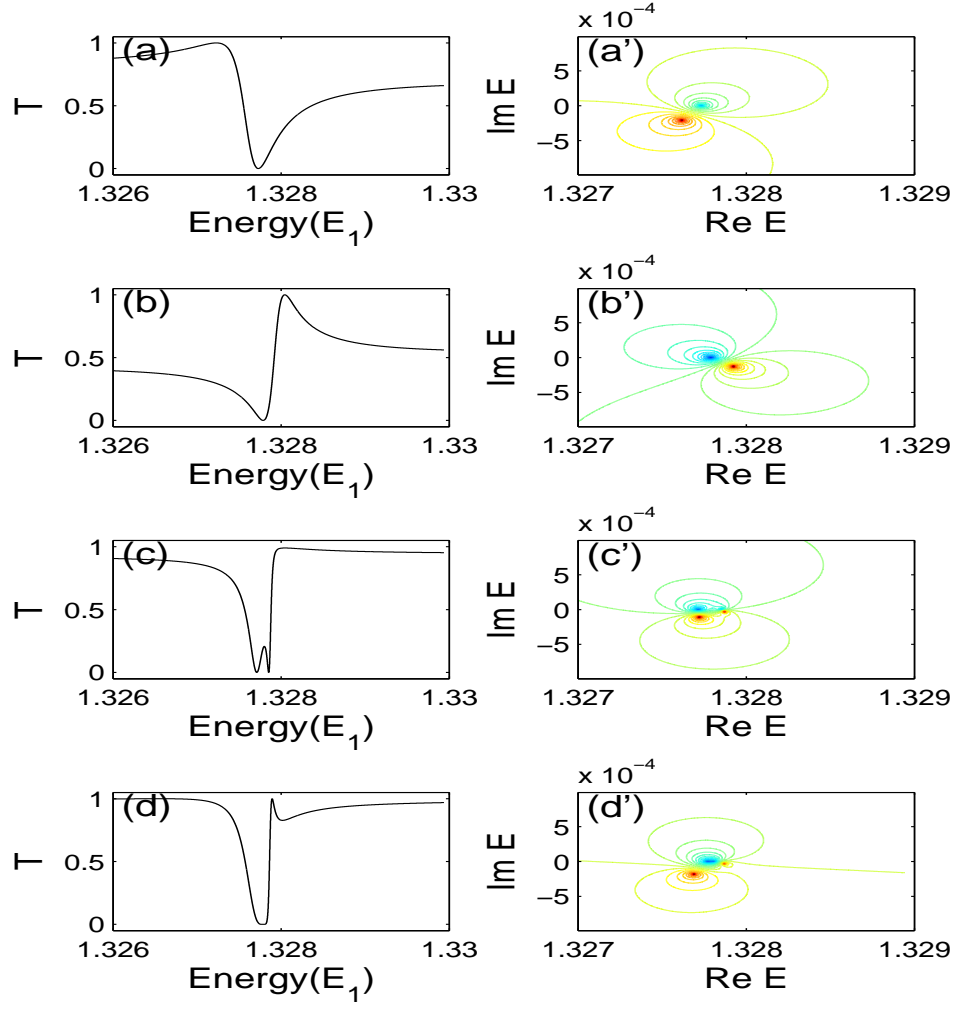 x 10⁻⁴
(a)
(a')
1
0.5
0
T
1.326
1.328
1.33
Energy(E₁)
5
0
−5
Im E
1.327
1.328
1.329
Re E
x 10⁻⁴
(b)
(b')
1
0.5
0
T
1.326
1.328
1.33
Energy(E₁)
5
0
−5
Im E
1.327
1.328
1.329
Re E
x 10⁻⁴
(c)
(c')
1
0.5
0
T
1.326
1.328
1.33
Energy(E₁)
5
0
−5
Im E
1.327
1.328
1.329
Re E
x 10⁻⁴
(d)
(d')
1
0.5
0
T
1.326
1.328
1.33
Energy(E₁)
5
0
−5
Im E
1.327
1.328
1.329
Re E